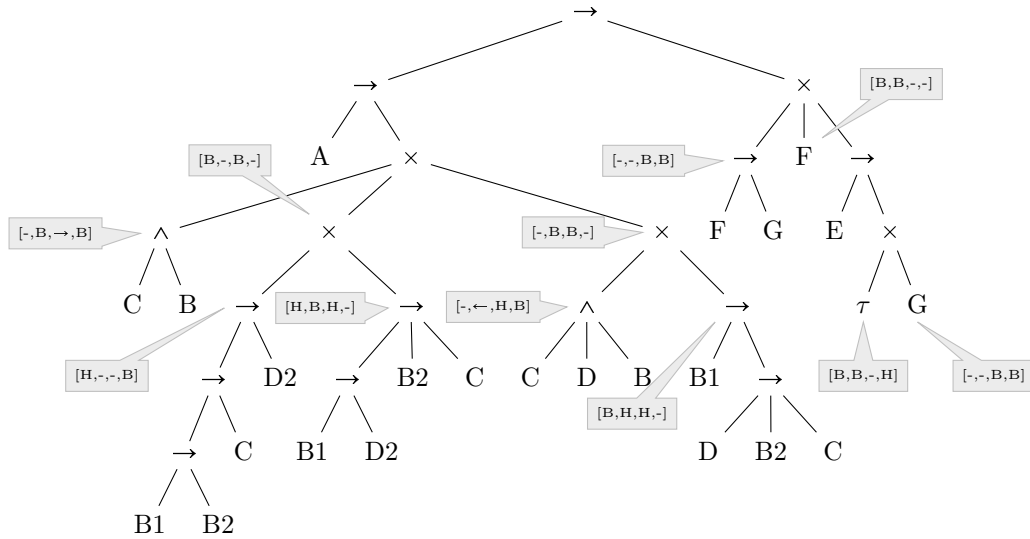 →
→ × [B,B,-,-]
A × [B,-,B,-] [-,-,B,B] → F →
[-,B,→,B] ∧ × [-,B,B,-] × F G E ×
C B → [H,B,H,-] → [-,←,H,B] ∧ → τ G
[H,-,-,B] → D2 → B2 C C D B B1 → [B,B,-,H] [-,-,B,B]
[B,H,H,-]
→ C B1 D2 D B2 C
B1 B2